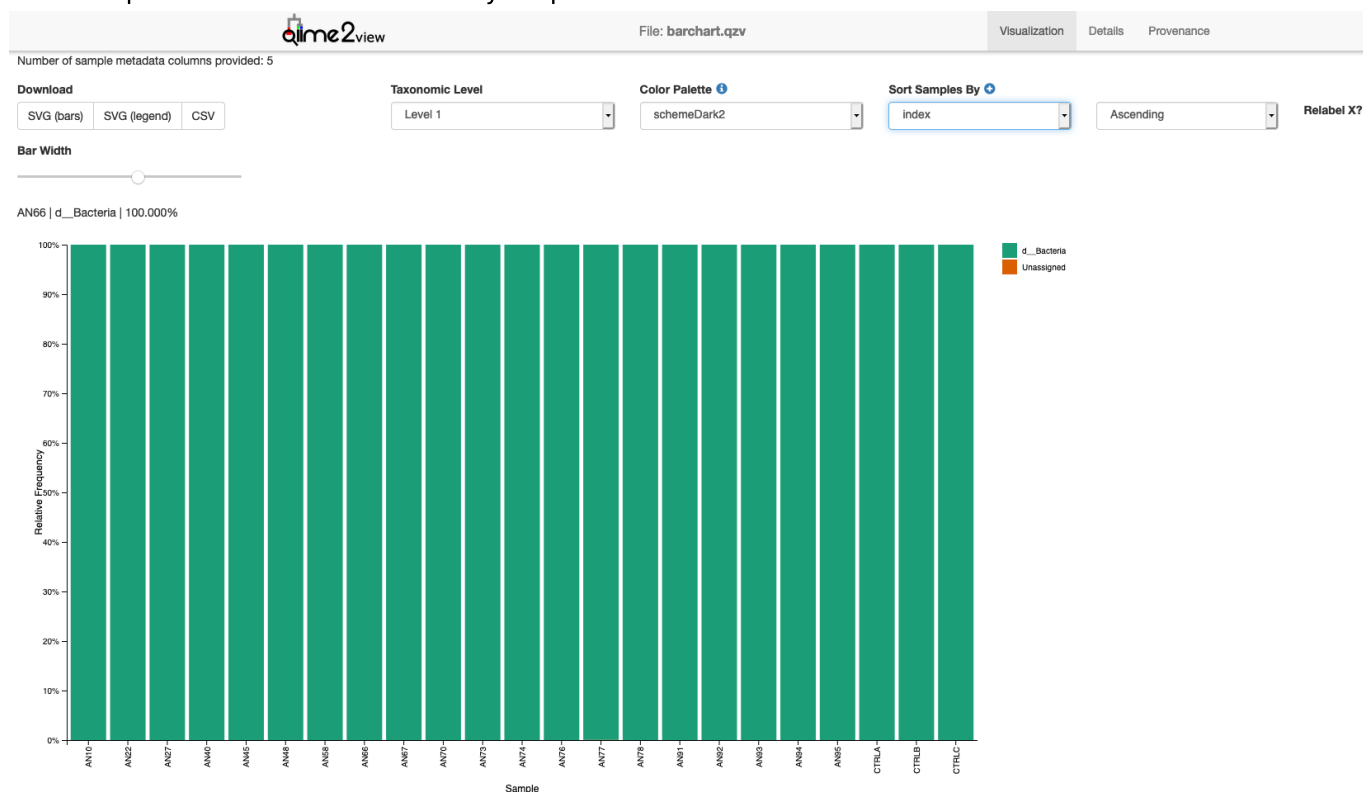 qiime2view File: barchart.qzv Visualization Details Provenance
Number of sample metadata columns provided: 5
Download Taxonomic Level Color Palette Sort Samples By
SVG (bars) SVG (legend) CSV Level 1 schemeDark2 index Ascending Relabel X?
Bar Width
AN66 | d__Bacteria | 100.000%
100%
90%
80%
70%
60%
50%
40%
30%
20%
10%
0%
Relative Frequency
d__Bacteria
Unassigned
AN10 AN22 AN27 AN40 AN45 AN48 AN58 AN66 AN67 AN70 AN73 AN74 AN76 AN77 AN78 AN91 AN92 AN93 AN94 AN95 CTRLA CTRLB CTRLC
Sample